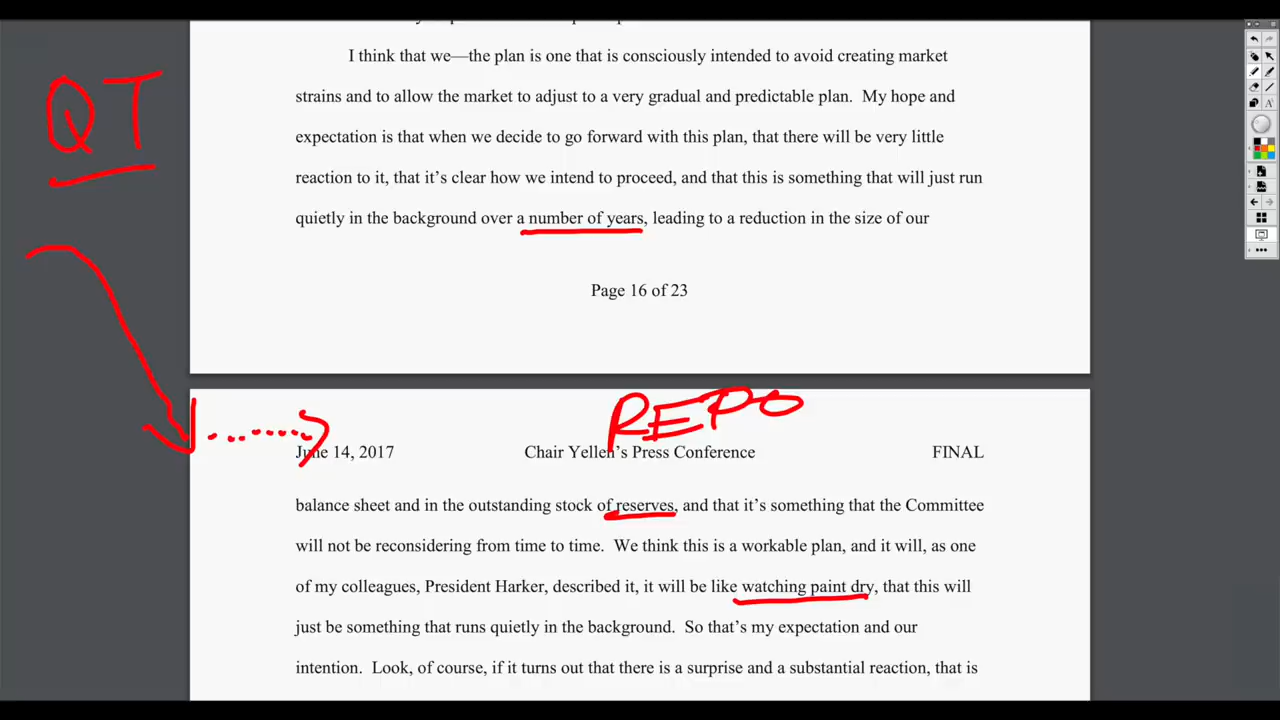 I think that we—the plan is one that is consciously intended to avoid creating market
QT
strains and to allow the market to adjust to a very gradual and predictable plan.  My hope and
expectation is that when we decide to go forward with this plan, that there will be very little
reaction to it, that it’s clear how we intend to proceed, and that this is something that will just run
quietly in the background over a number of years, leading to a reduction in the size of our
Page 16 of 23
REPO
June 14, 2017 Chair Yellen’s Press Conference FINAL
balance sheet and in the outstanding stock of reserves, and that it’s something that the Committee
will not be reconsidering from time to time.  We think this is a workable plan, and it will, as one
of my colleagues, President Harker, described it, it will be like watching paint dry, that this will
just be something that runs quietly in the background.  So that’s my expectation and our
intention.  Look, of course, if it turns out that there is a surprise and a substantial reaction, that is